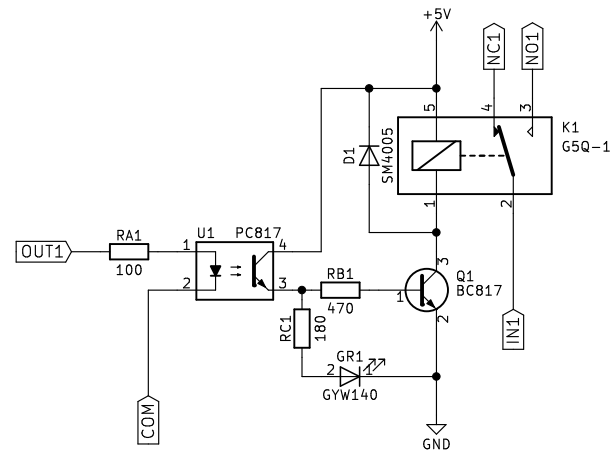 +5V
NC1
NO1
5
4
3
K1
G5Q-1
D1
SM4005
1
2
U1
PC817
OUT1
RA1
100
1
4
2
3
RB1
470
3
Q1
BC817
1
2
RC1
180
IN1
GR1
2
1
GYW140
COM
GND